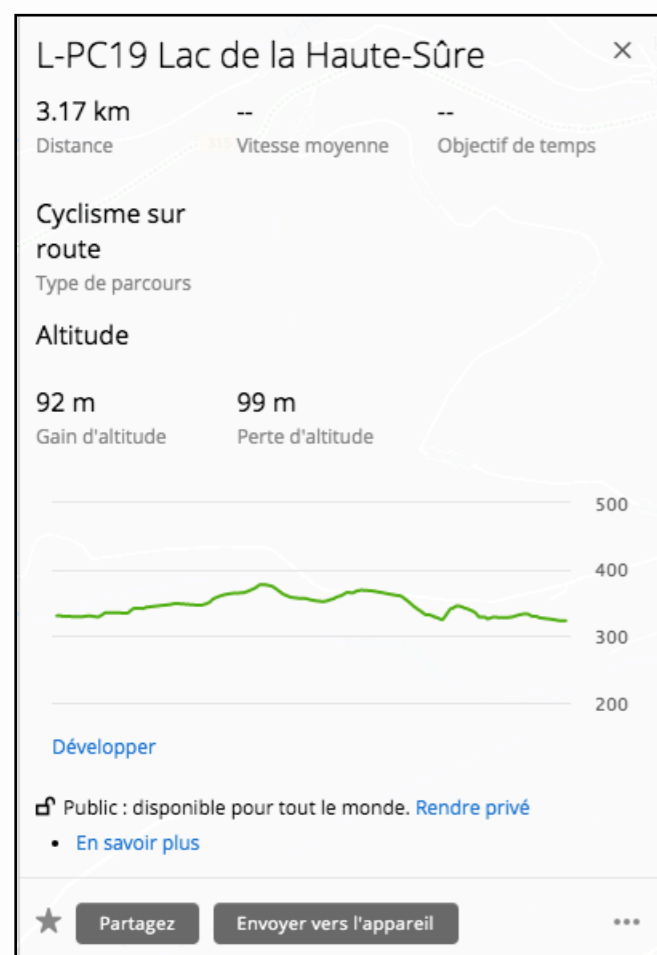 L-PC19 Lac de la Haute-Sûre
3.17 km -- --
Distance Vitesse moyenne Objectif de temps
Cyclisme sur
route
Type de parcours
Altitude
92 m 99 m
Gain d'altitude Perte d'altitude
500
400
300
200
Développer
Public : disponible pour tout le monde. Rendre privé
• En savoir plus
Partagez Envoyer vers l'appareil